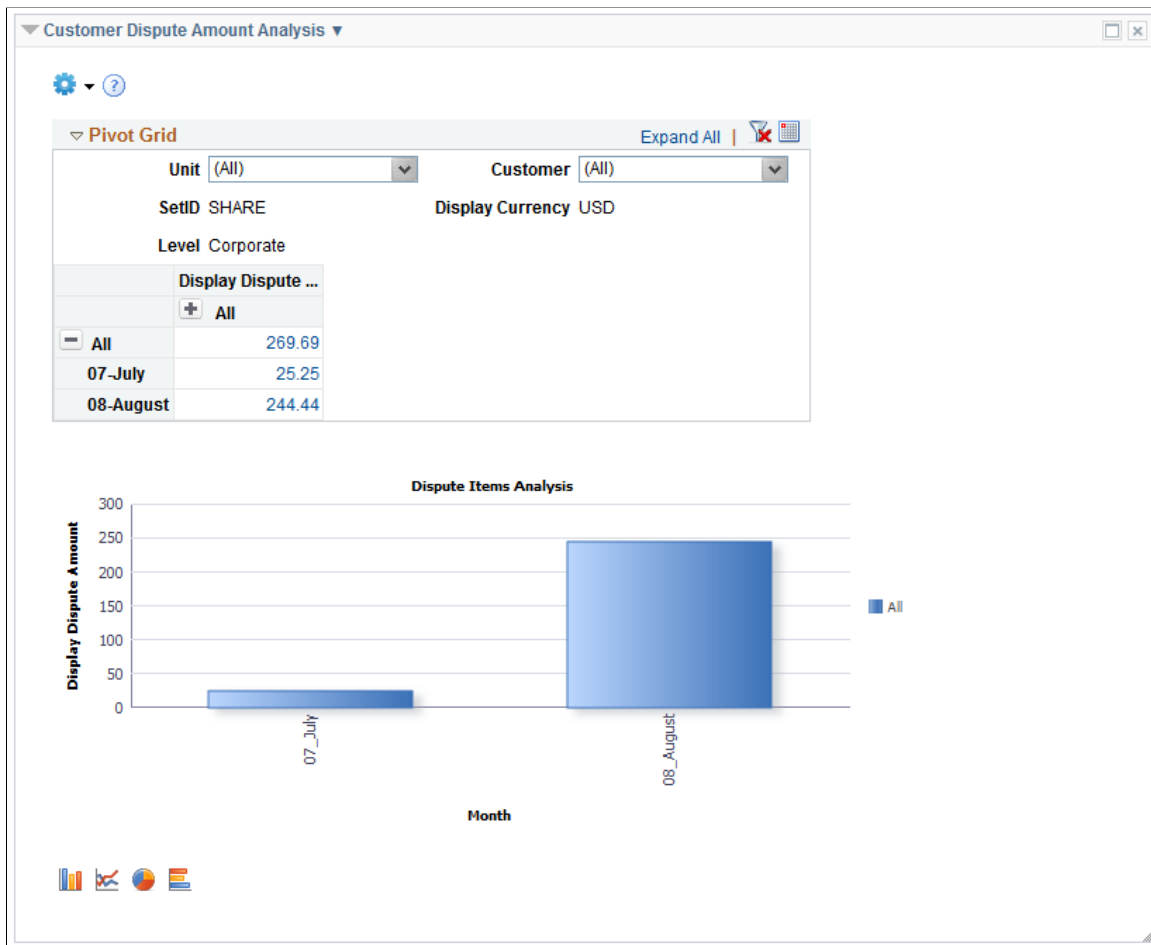 Customer Dispute Amount Analysis ▼
?
Pivot Grid Expand All |
Unit (All) Customer (All)
SetID SHARE Display Currency USD
Level Corporate
Display Dispute ...
All
All 269.69
07-July 25.25
08-August 244.44
Dispute Items Analysis
Display Dispute Amount
300
250
200
150
100
50
0
All
07_July
08_August
Month